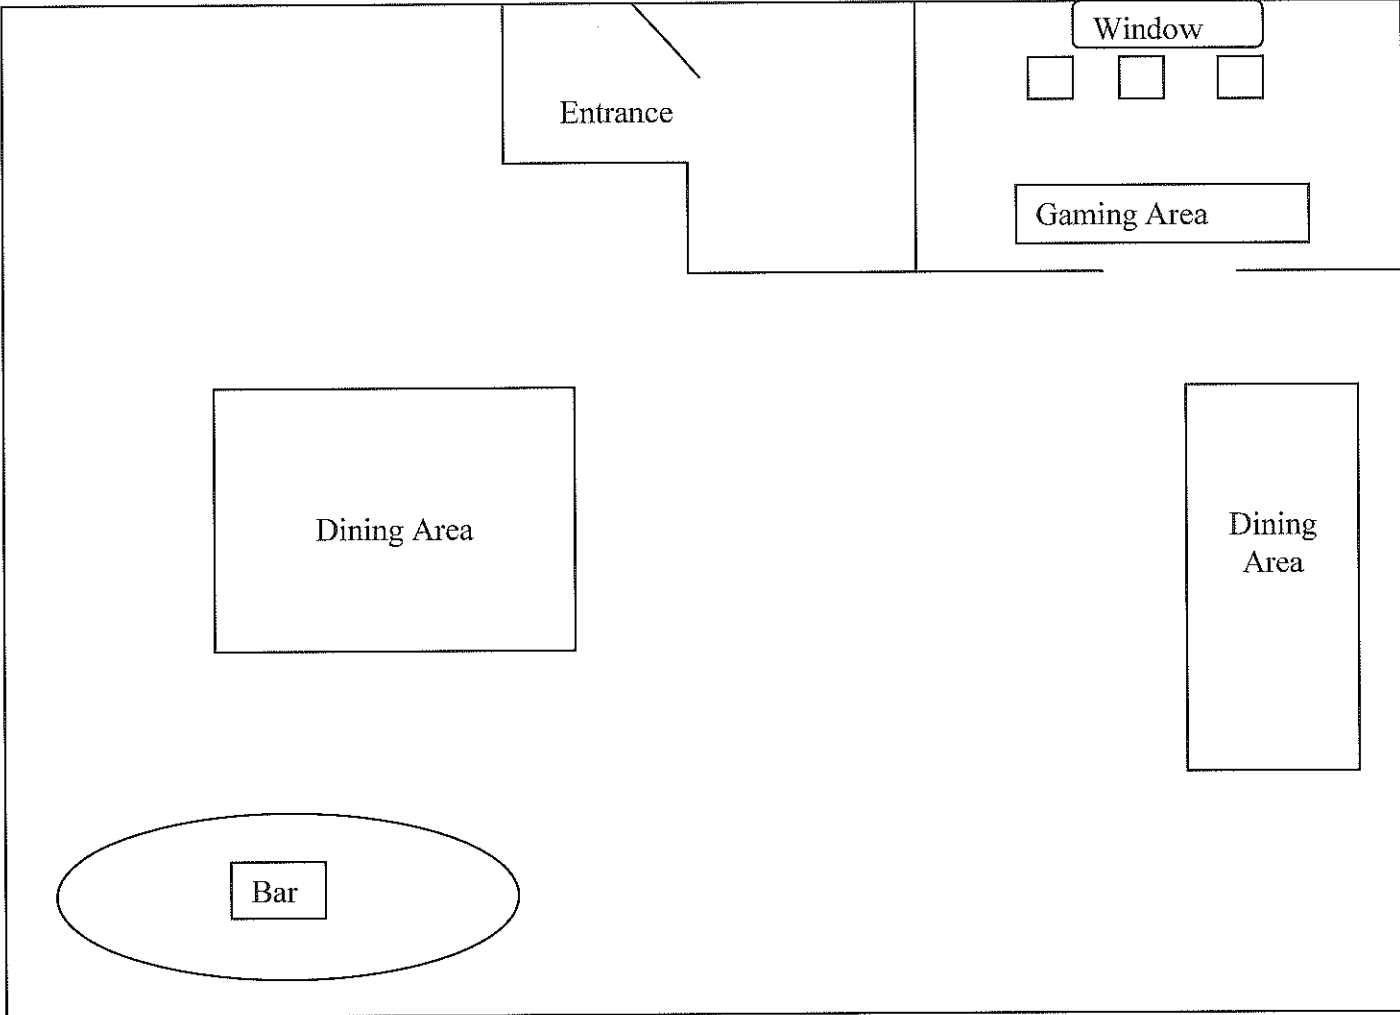 Window
Entrance
Gaming Area
Dining Area
Dining
Area
Bar